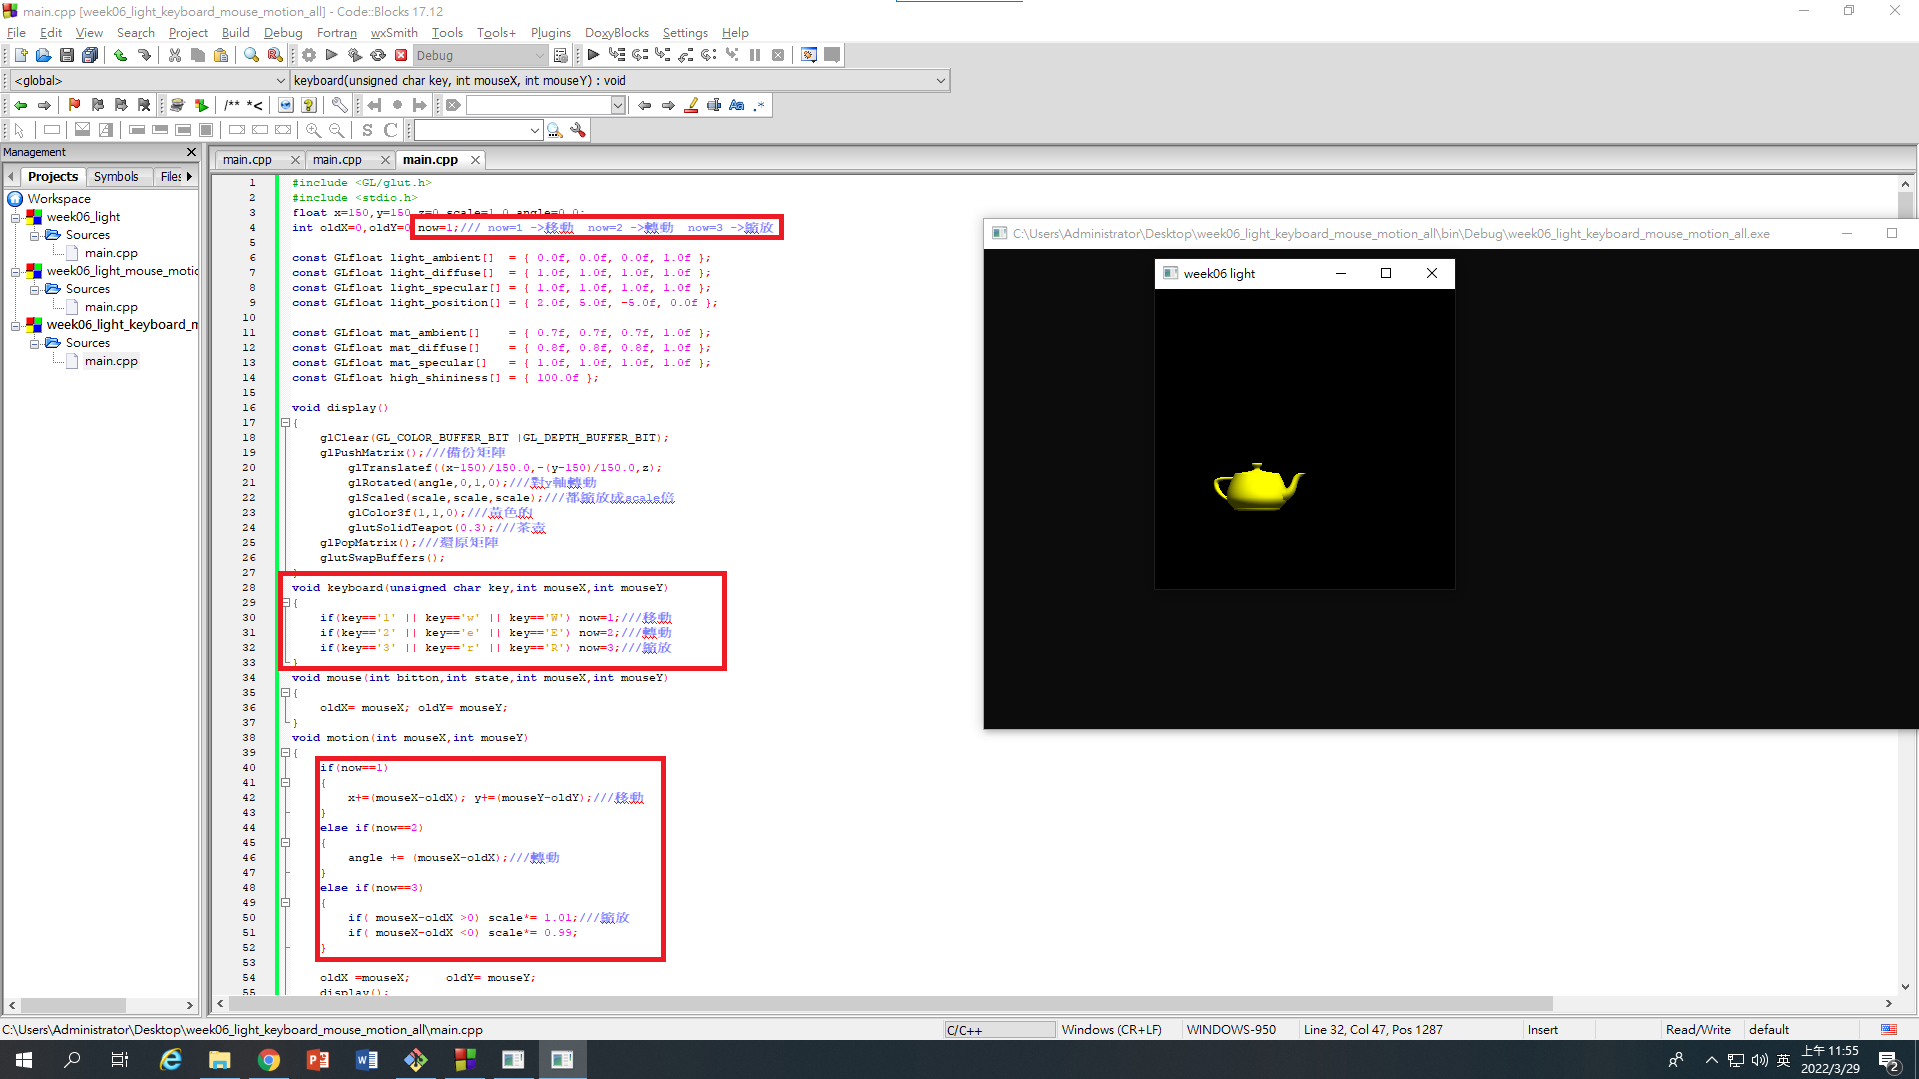 main.cpp [week06_light_keyboard_mouse_motion_all] - Code::Blocks 17.12
File Edit View Search Project Build Debug Fortran wxSmith Tools Tools+ Plugins DoxyBlocks Settings Help
Debug
<global> keyboard(unsigned char key, int mouseX, int mouseY) : void
/** *<
Aa .*
S C
Management
Projects Symbols Files
Workspace
week06_light
Sources
main.cpp
week06_light_mouse_motic
Sources
main.cpp
week06_light_keyboard_m
Sources
main.cpp
main.cpp main.cpp main.cpp
1 #include <GL/glut.h>
2 #include <stdio.h>
3 float x=150,y=150,z=0,scale=1.0,angle=0.0;
4 int oldX=0,oldY=0,now=1;/// now=1 ->移動 now=2 ->轉動 now=3 ->縮放
5
6 const GLfloat light_ambient[] = { 0.0f, 0.0f, 0.0f, 1.0f };
7 const GLfloat light_diffuse[] = { 1.0f, 1.0f, 1.0f, 1.0f };
8 const GLfloat light_specular[] = { 1.0f, 1.0f, 1.0f, 1.0f };
9 const GLfloat light_position[] = { 2.0f, 5.0f, -5.0f, 0.0f };
10
11 const GLfloat mat_ambient[] = { 0.7f, 0.7f, 0.7f, 1.0f };
12 const GLfloat mat_diffuse[] = { 0.8f, 0.8f, 0.8f, 1.0f };
13 const GLfloat mat_specular[] = { 1.0f, 1.0f, 1.0f, 1.0f };
14 const GLfloat high_shininess[] = { 100.0f };
15
16 void display()
17 {
18 glClear(GL_COLOR_BUFFER_BIT |GL_DEPTH_BUFFER_BIT);
19 glPushMatrix();///備份矩陣
20 glTranslatef((x-150)/150.0,-(y-150)/150.0,z);
21 glRotated(angle,0,1,0);///對y軸轉動
22 glScaled(scale,scale,scale);///都縮放成scale倍
23 glColor3f(1,1,0);///黃色的
24 glutSolidTeapot(0.3);///茶壺
25 glPopMatrix();///還原矩陣
26 glutSwapBuffers();
27 }
28 void keyboard(unsigned char key,int mouseX,int mouseY)
29 {
30 if(key=='1' || key=='w' || key=='W') now=1;///移動
31 if(key=='2' || key=='e' || key=='E') now=2;///轉動
32 if(key=='3' || key=='r' || key=='R') now=3;///縮放
33 }
34 void mouse(int bitton,int state,int mouseX,int mouseY)
35 {
36 oldX= mouseX; oldY= mouseY;
37 }
38 void motion(int mouseX,int mouseY)
39 {
40 if(now==1)
41 {
42 x+=(mouseX-oldX); y+=(mouseY-oldY);///移動
43 }
44 else if(now==2)
45 {
46 angle += (mouseX-oldX);///轉動
47 }
48 else if(now==3)
49 {
50 if( mouseX-oldX >0) scale*= 1.01;///縮放
51 if( mouseX-oldX <0) scale*= 0.99;
52 }
53
54 oldX =mouseX; oldY= mouseY;
55 display();
C:\Users\Administrator\Desktop\week06_light_keyboard_mouse_motion_all\bin\Debug\week06_light_keyboard_mouse_motion_all.exe
week06 light
C:\Users\Administrator\Desktop\week06_light_keyboard_mouse_motion_all\main.cpp C/C++ Windows (CR+LF) WINDOWS-950 Line 32, Col 47, Pos 1287 Insert Read/Write default
英
上午 11:55
2022/3/29
2